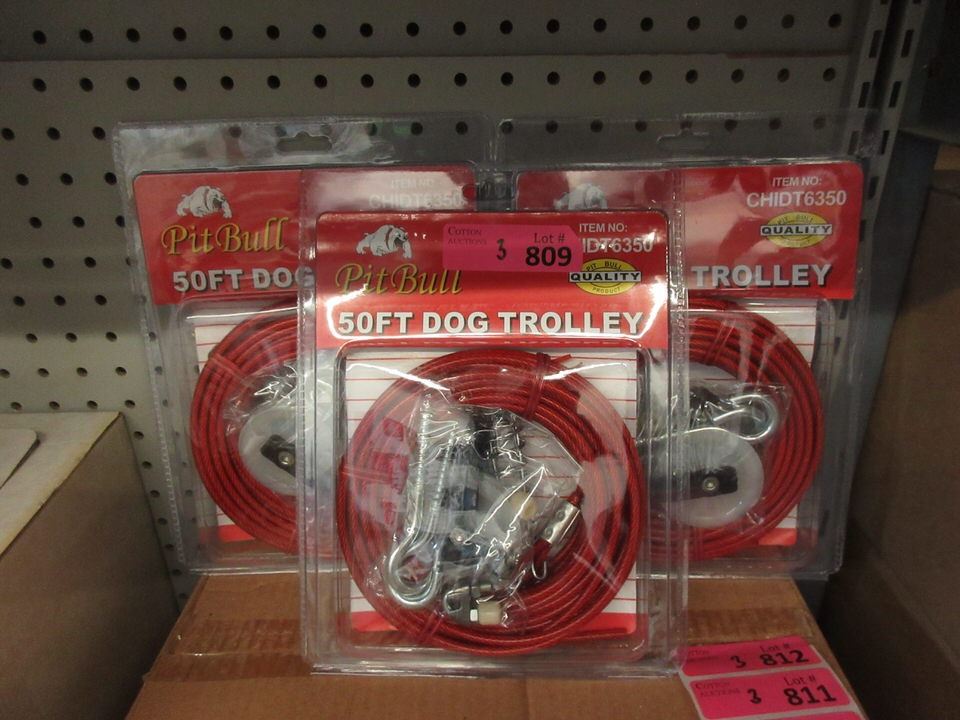 PitBull
50FT DOG
ITEM NO:
CHIDT6350
ITEM NO:
CHIDT6350
QUALITY
TROLLEY
COTTON
AUCTIONS
3
Lot #
809
ITEM NO:
IDT6350
PitBull
PIT BULL
QUALITY
PRODUCT
50FT DOG TROLLEY
3
Lot #
812
COTTON
AUCTIONS
3
Lot #
811